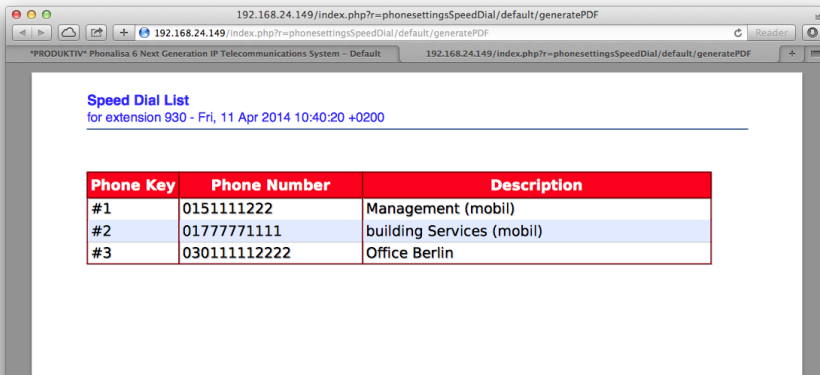 192.168.24.149/index.php?r=phonesettingsSpeedDial/default/generatePDF
192.168.24.149/index.php?r=phonesettingsSpeedDial/default/generatePDF Reader
*PRODUKTIV* Phonalisa 6 Next Generation IP Telecommunications System – Default 192.168.24.149/index.php?r=phonesettingsSpeedDial/default/generatePDF
Speed Dial List
for extension 930 - Fri, 11 Apr 2014 10:40:20 +0200
Phone Key Phone Number Description
#1 0151111222 Management (mobil)
#2 01777771111 building Services (mobil)
#3 030111112222 Office Berlin